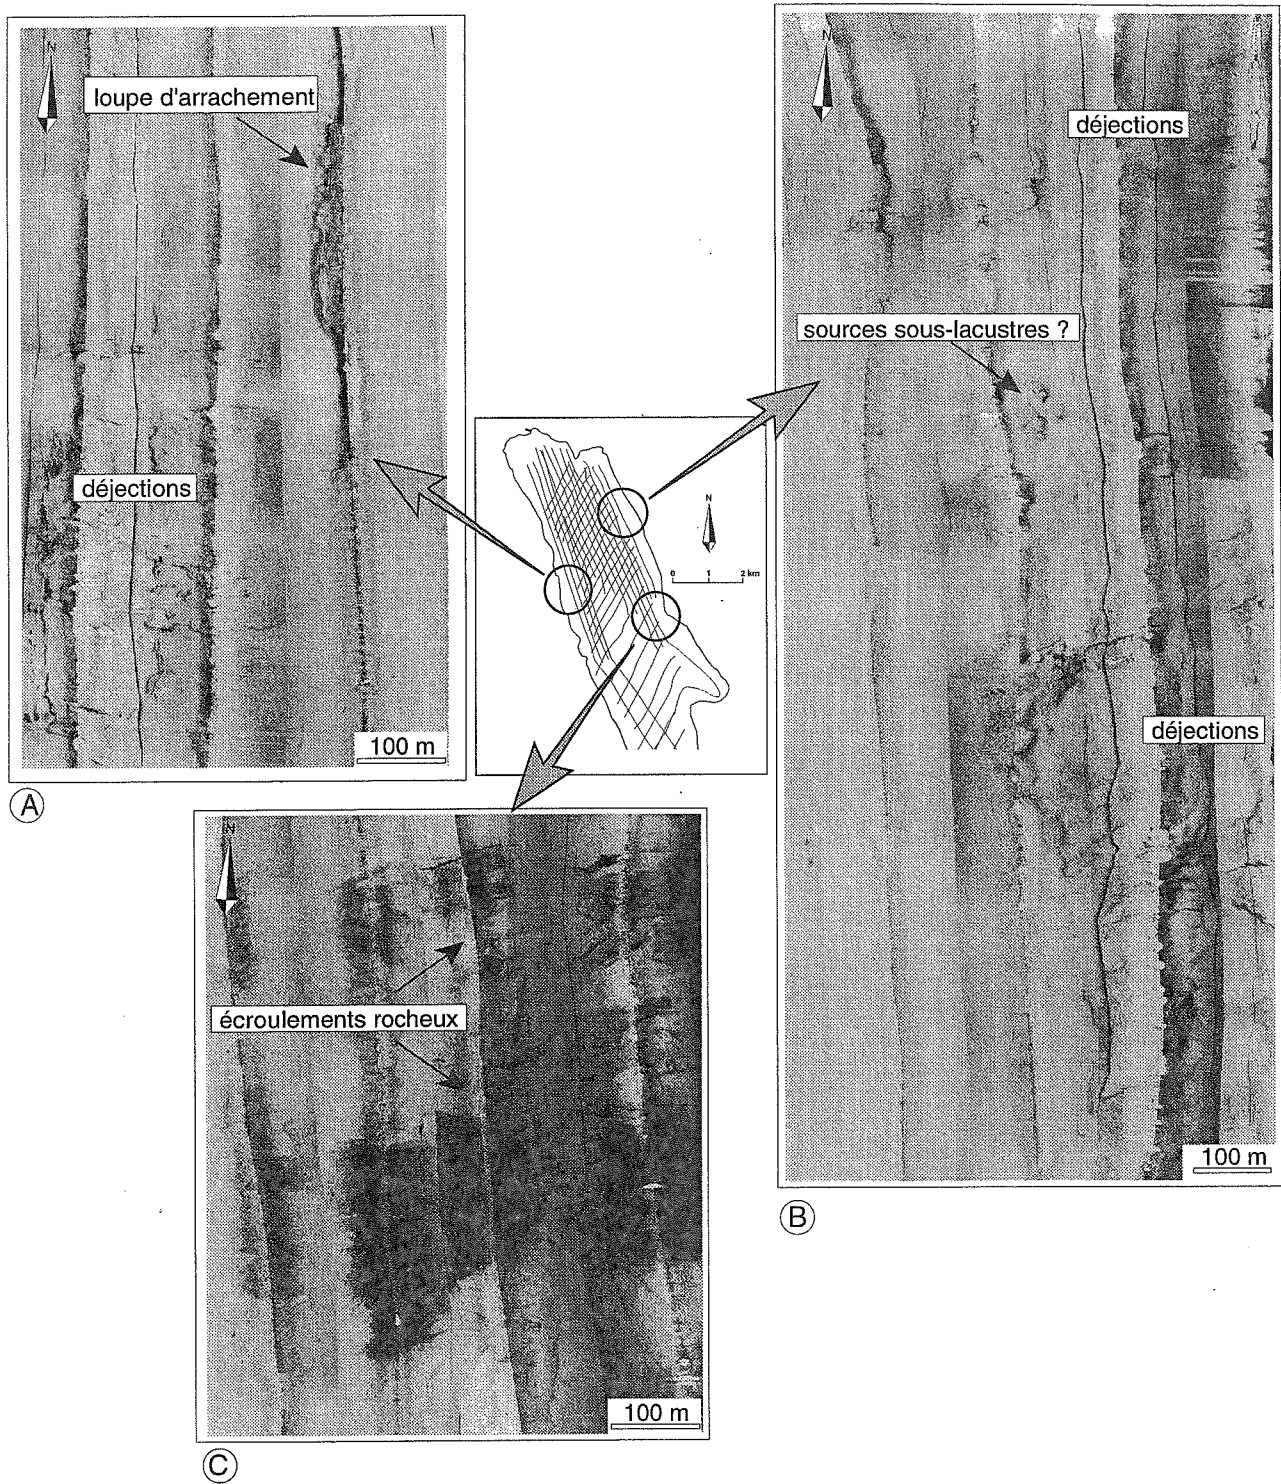 N
loupe d'arrachement
déjections
100 m
A
N
déjections
sources sous-lacustres ?
déjections
100 m
B
N
0 1 2 km
N
écroulements rocheux
100 m
C